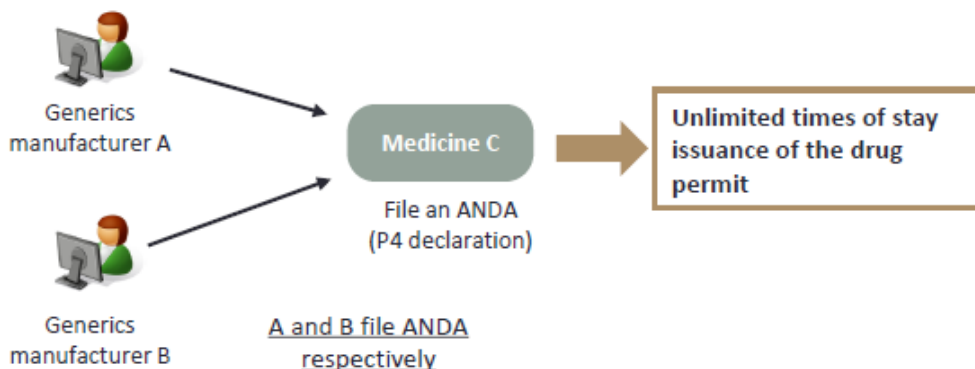 Generics
manufacturer A
Medicine C
File an ANDA
(P4 declaration)
Unlimited times of stay
issuance of the drug
permit
Generics
manufacturer B
A and B file ANDA
respectively